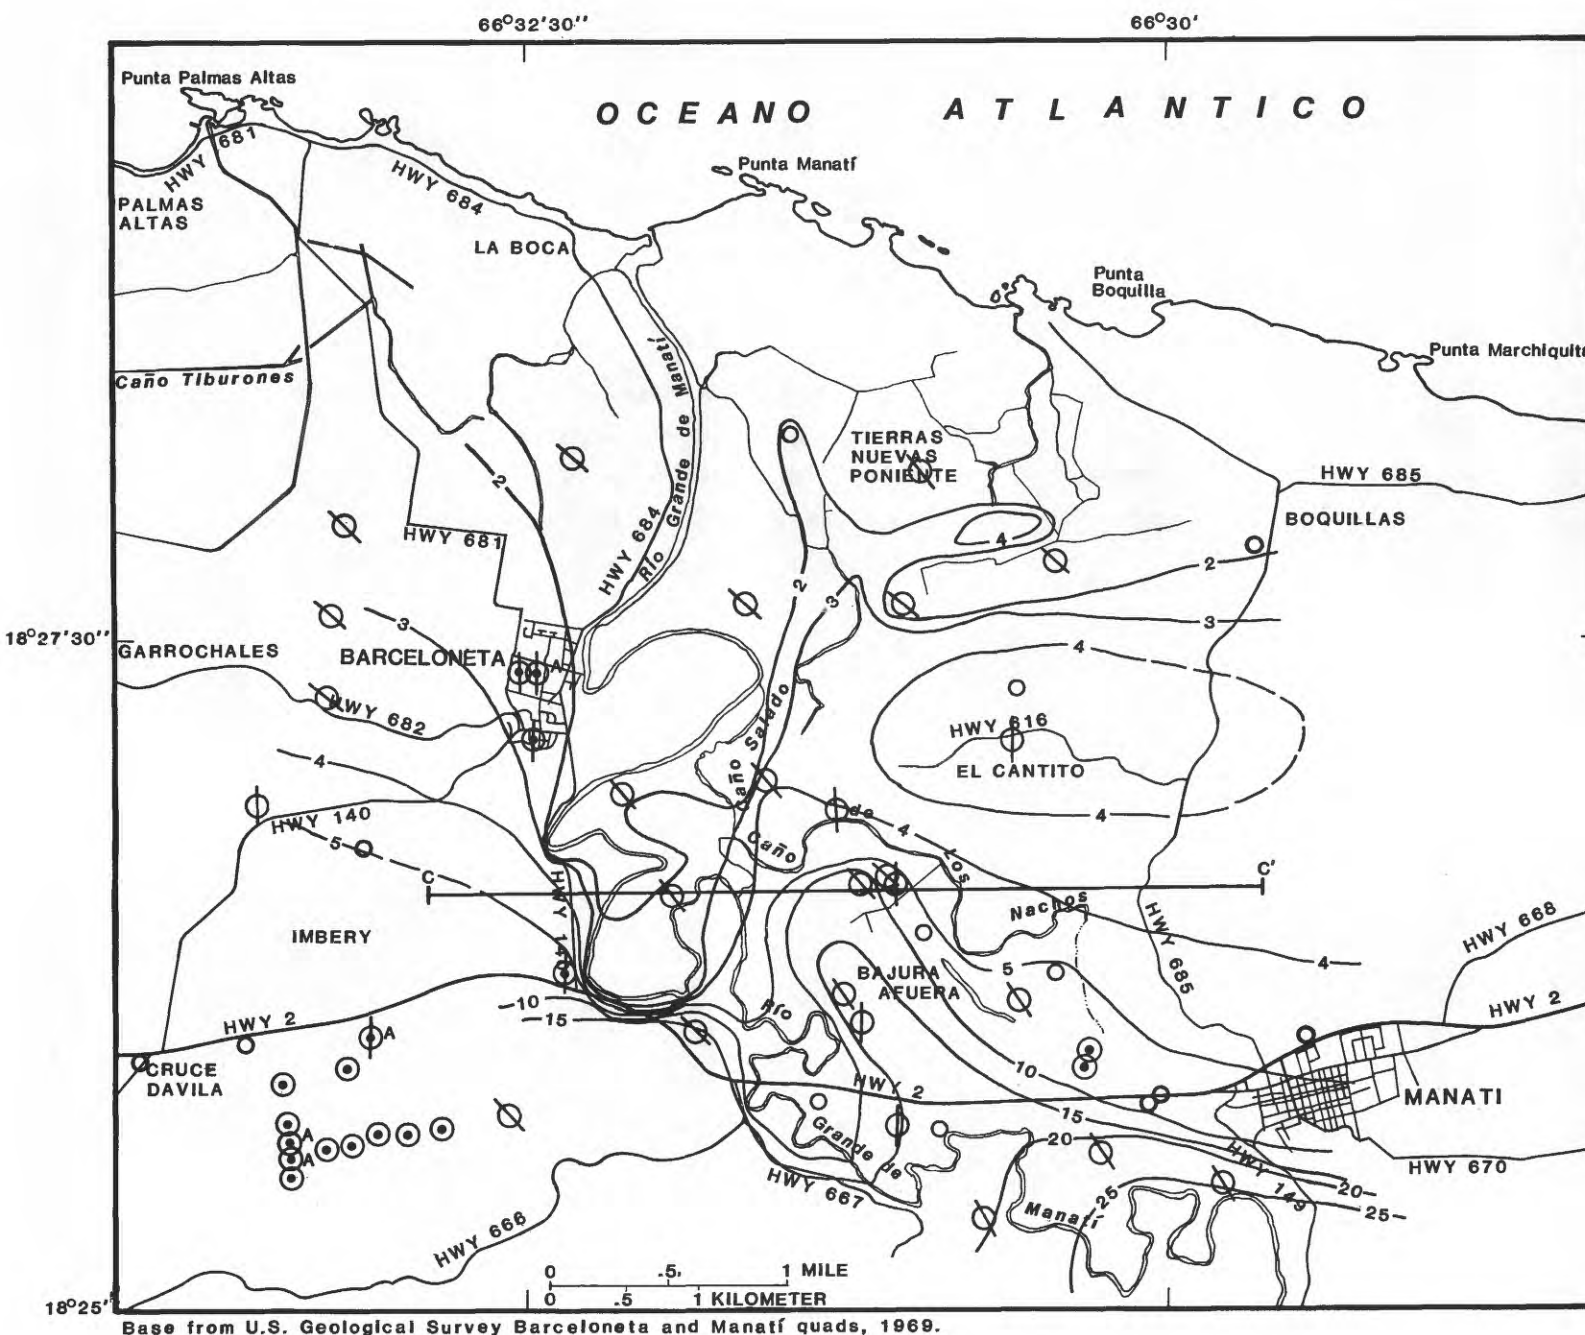 66°32'30"
66°30'
Punta Palmas Altas
OCEANO ATLANTICO
HWY 681
Punta Manatí
HWY 684
PALMAS
ALTAS
LA BOCA
Punta
Boquilla
Punta Marchiquita
Caño Tiburones
Río Grande de Manatí
TIERRAS
NUEVAS
PONIENTE
2
HWY 685
BOQUILLAS
HWY 681
HWY 684
4
2
2
3
3
3
18°27'30"
GARROCHALES
BARCELONETA
A
4
HWY 682
Caño Salado
HWY 616
EL CANTITO
4
HWY 140
4
5
Caño de Los Nachos
4
C
C'
HWY 140
IMBERY
HWY 668
BAJURA
AFUERA
5
4
HWY 685
10
15
HWY 2
HWY 2
A
Río Grande de Manatí
CRUCE
DAVILA
HWY 2
10
MANATI
15
A
A
20
HWY 149
HWY 670
20
25
25
HWY 667
HWY 666
0 .5 1 MILE
0 .5 1 KILOMETER
18°25'
Base from U.S. Geological Survey Barceloneta and Manatí quads, 1969.